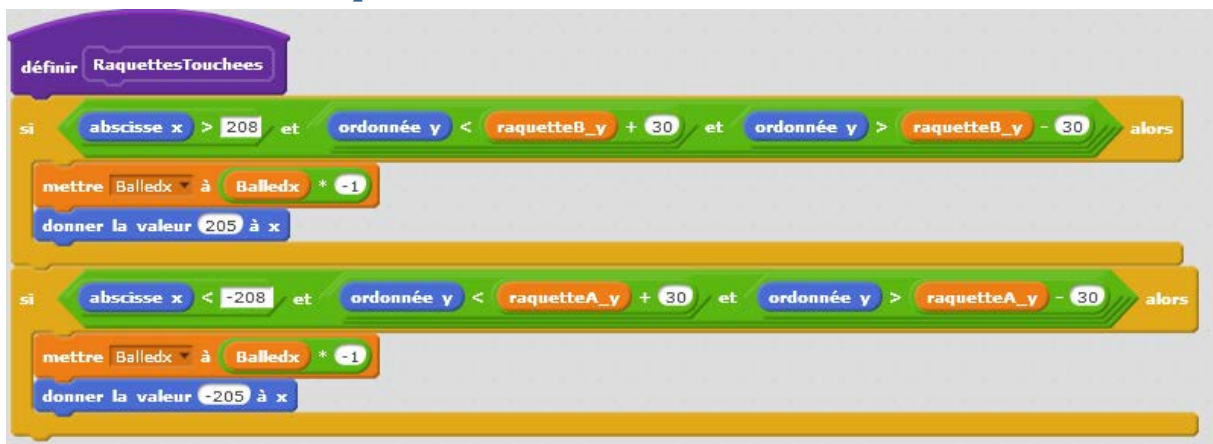 définir RaquettesTouchees
si abscisse x > 208 et ordonnée y < raquetteB_y + 30 et ordonnée y > raquetteB_y - 30 alors
mettre Balledx à Balledx * -1
donner la valeur 205 à x
si abscisse x < -208 et ordonnée y < raquetteA_y + 30 et ordonnée y > raquetteA_y - 30 alors
mettre Balledx à Balledx * -1
donner la valeur -205 à x